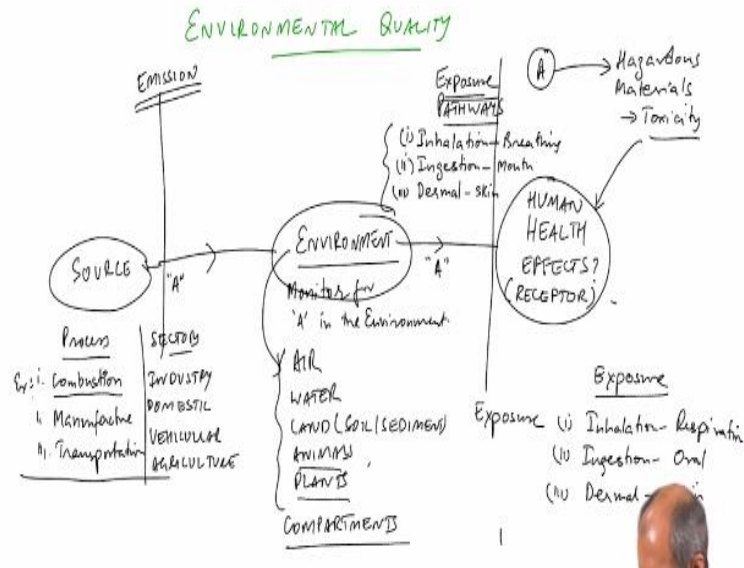 ENVIRONMENTAL QUALITY
EMISSION
Exposure
PATHWAYS
(i) Inhalation - Breathing
(ii) Ingestion - Mouth
(iii) Dermal - Skin
"A"
Hazardous
Materials
→ Toxicity
SOURCE
"A"
ENVIRONMENT
"A"
HUMAN
HEALTH
EFFECTS?
(RECEPTOR)
Monitor for
'A' in the Environment.
Process
Ex: i. Combustion
ii. Manufacture
iii. Transportation
SECTORS
INDUSTRY
DOMESTIC
VEHICULAR
AGRICULTURE
AIR
WATER
LAND (SOIL/SEDIMENT)
ANIMALS
PLANTS
COMPARTMENTS
Exposure
Exposure
(i) Inhalation - Respiration
(ii) Ingestion - Oral
(iii) Dermal -